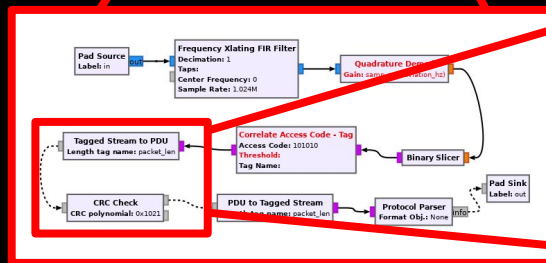 Pad Source
Label: in
out
Frequency Xlating FIR Filter
Decimation: 1
Taps:
Center Frequency: 0
Sample Rate: 1.024M
Quadrature
Gain:
Tagged Stream to PDU
Length tag name: packet_len
Correlate Access Code - Tag
Access Code: 101010
Threshold:
Tag Name:
Binary Slicer
CRC Check
CRC polynomial: 0x1021
PDU to Tagged Stream
name: packet_len
Protocol Parser
Format Obj.: None
info
Pad Sink
Label: out